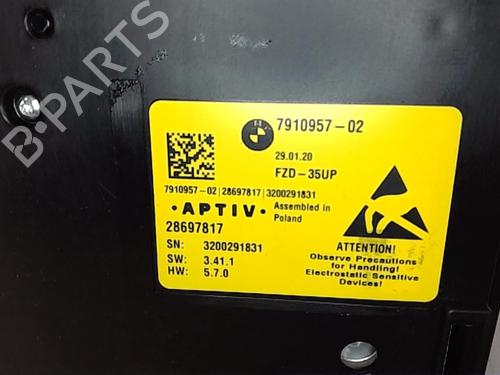 7910957-02
29.01.20
FZD-35UP
7910957-02|28697817|3200291831
·APTIV· Assembled in
Poland
28697817
SN: 3200291831
SW: 3.41.1
HW: 5.7.0
ATTENTION!
Observe Precautions
for Handling!
Electrostatic Sensitive
Devices!
B-PARTS